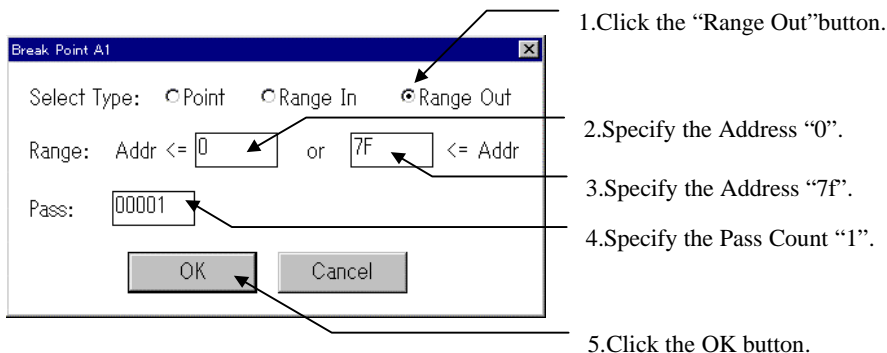 1.Click the “Range Out”button.
Break Point A1
Select Type: Point Range In Range Out
2.Specify the Address “0”.
Range: Addr <= 0 or 7F <= Addr
3.Specify the Address “7f”.
Pass: 00001
4.Specify the Pass Count “1”.
OK Cancel
5.Click the OK button.